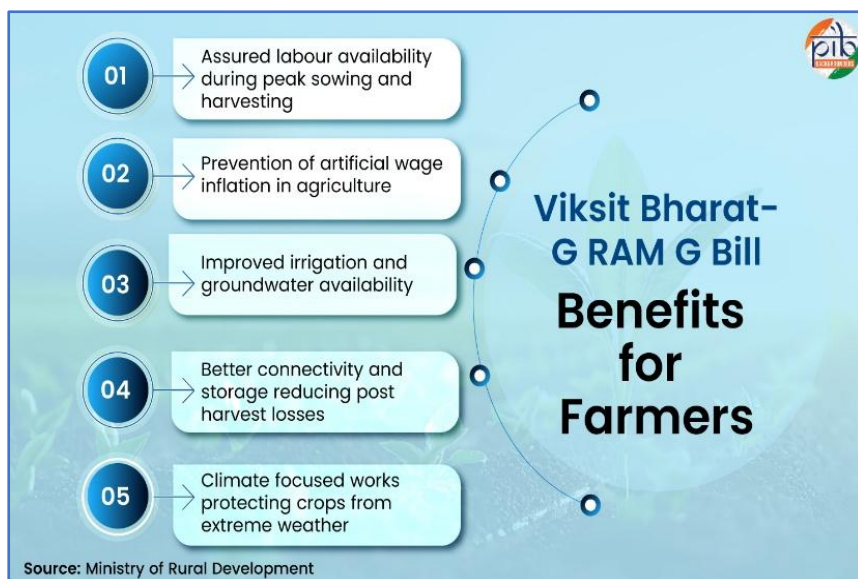 pib
01
Assured labour availability
during peak sowing and
harvesting
02
Prevention of artificial wage
inflation in agriculture
03
Improved irrigation and
groundwater availability
04
Better connectivity and
storage reducing post
harvest losses
05
Climate focused works
protecting crops from
extreme weather
Viksit Bharat-
G RAM G Bill
Benefits
for
Farmers
Source: Ministry of Rural Development